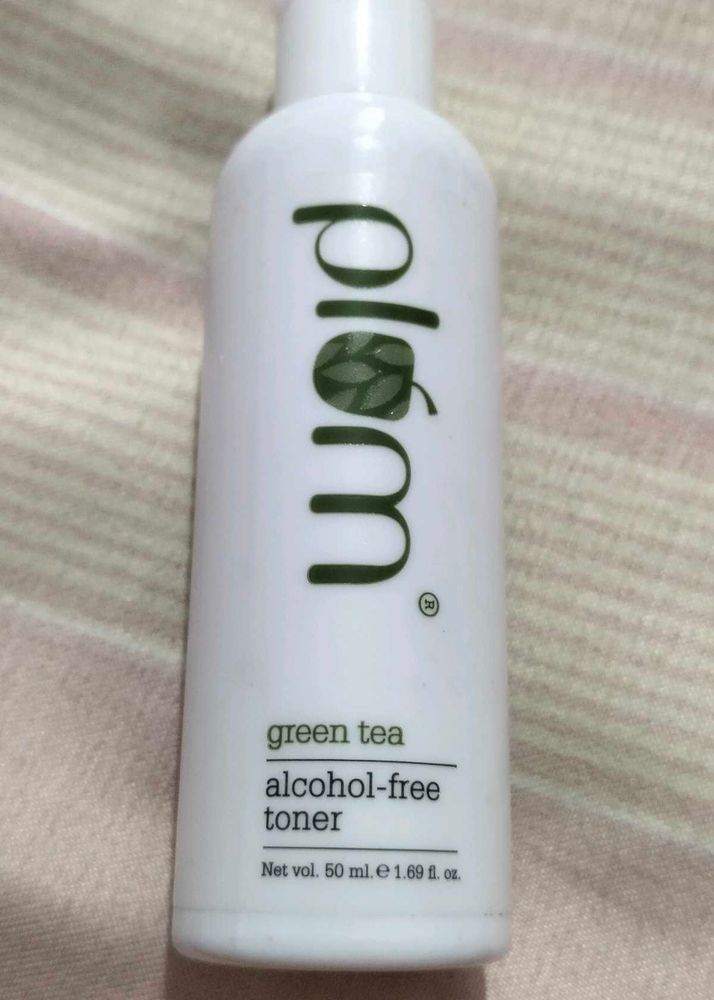 plum
®
green tea
alcohol-free
toner
Net vol. 50 ml. e 1.69 fl. oz.